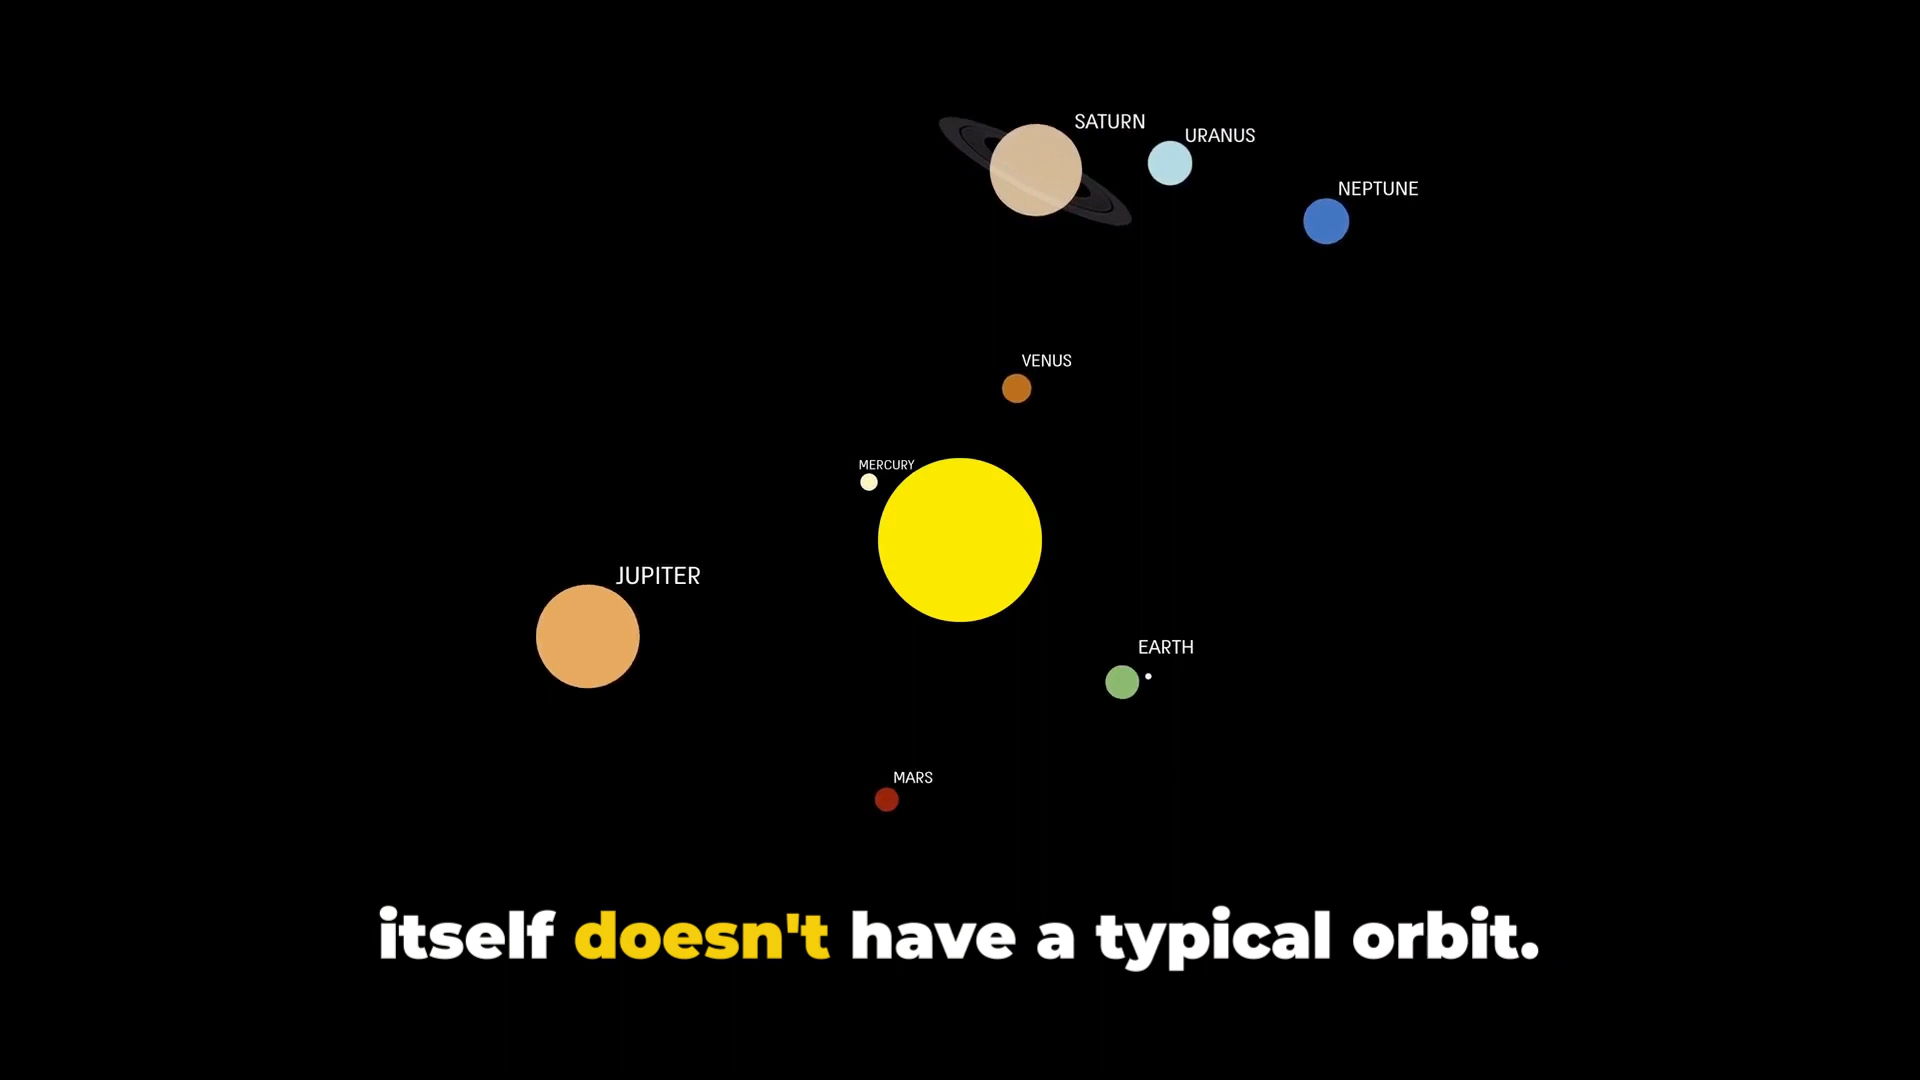 SATURN
URANUS
NEPTUNE
VENUS
MERCURY
JUPITER
EARTH
MARS
itself doesn't have a typical orbit.